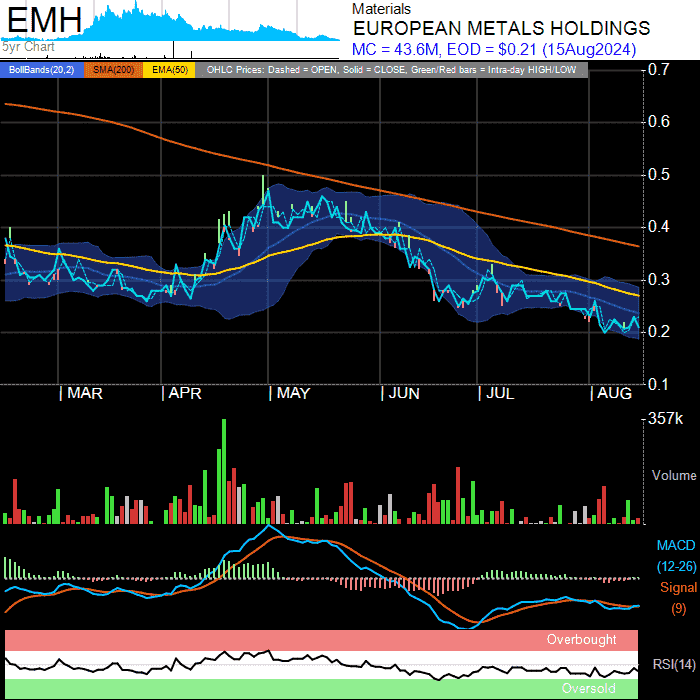 EMH
5yr Chart
Materials
EUROPEAN METALS HOLDINGS
MC = 43.6M, EOD = $0.21 (15Aug2024)
BollBands(20,2) SMA(200) EMA(50) OHLC Prices: Dashed = OPEN, Solid = CLOSE, Green/Red bars = Intra-day HIGH/LOW
0.7
0.6
0.5
0.4
0.3
0.2
0.1
MAR APR MAY JUN JUL AUG
357k
Volume
MACD
(12-26)
Signal
(9)
Overbought
RSI(14)
Oversold